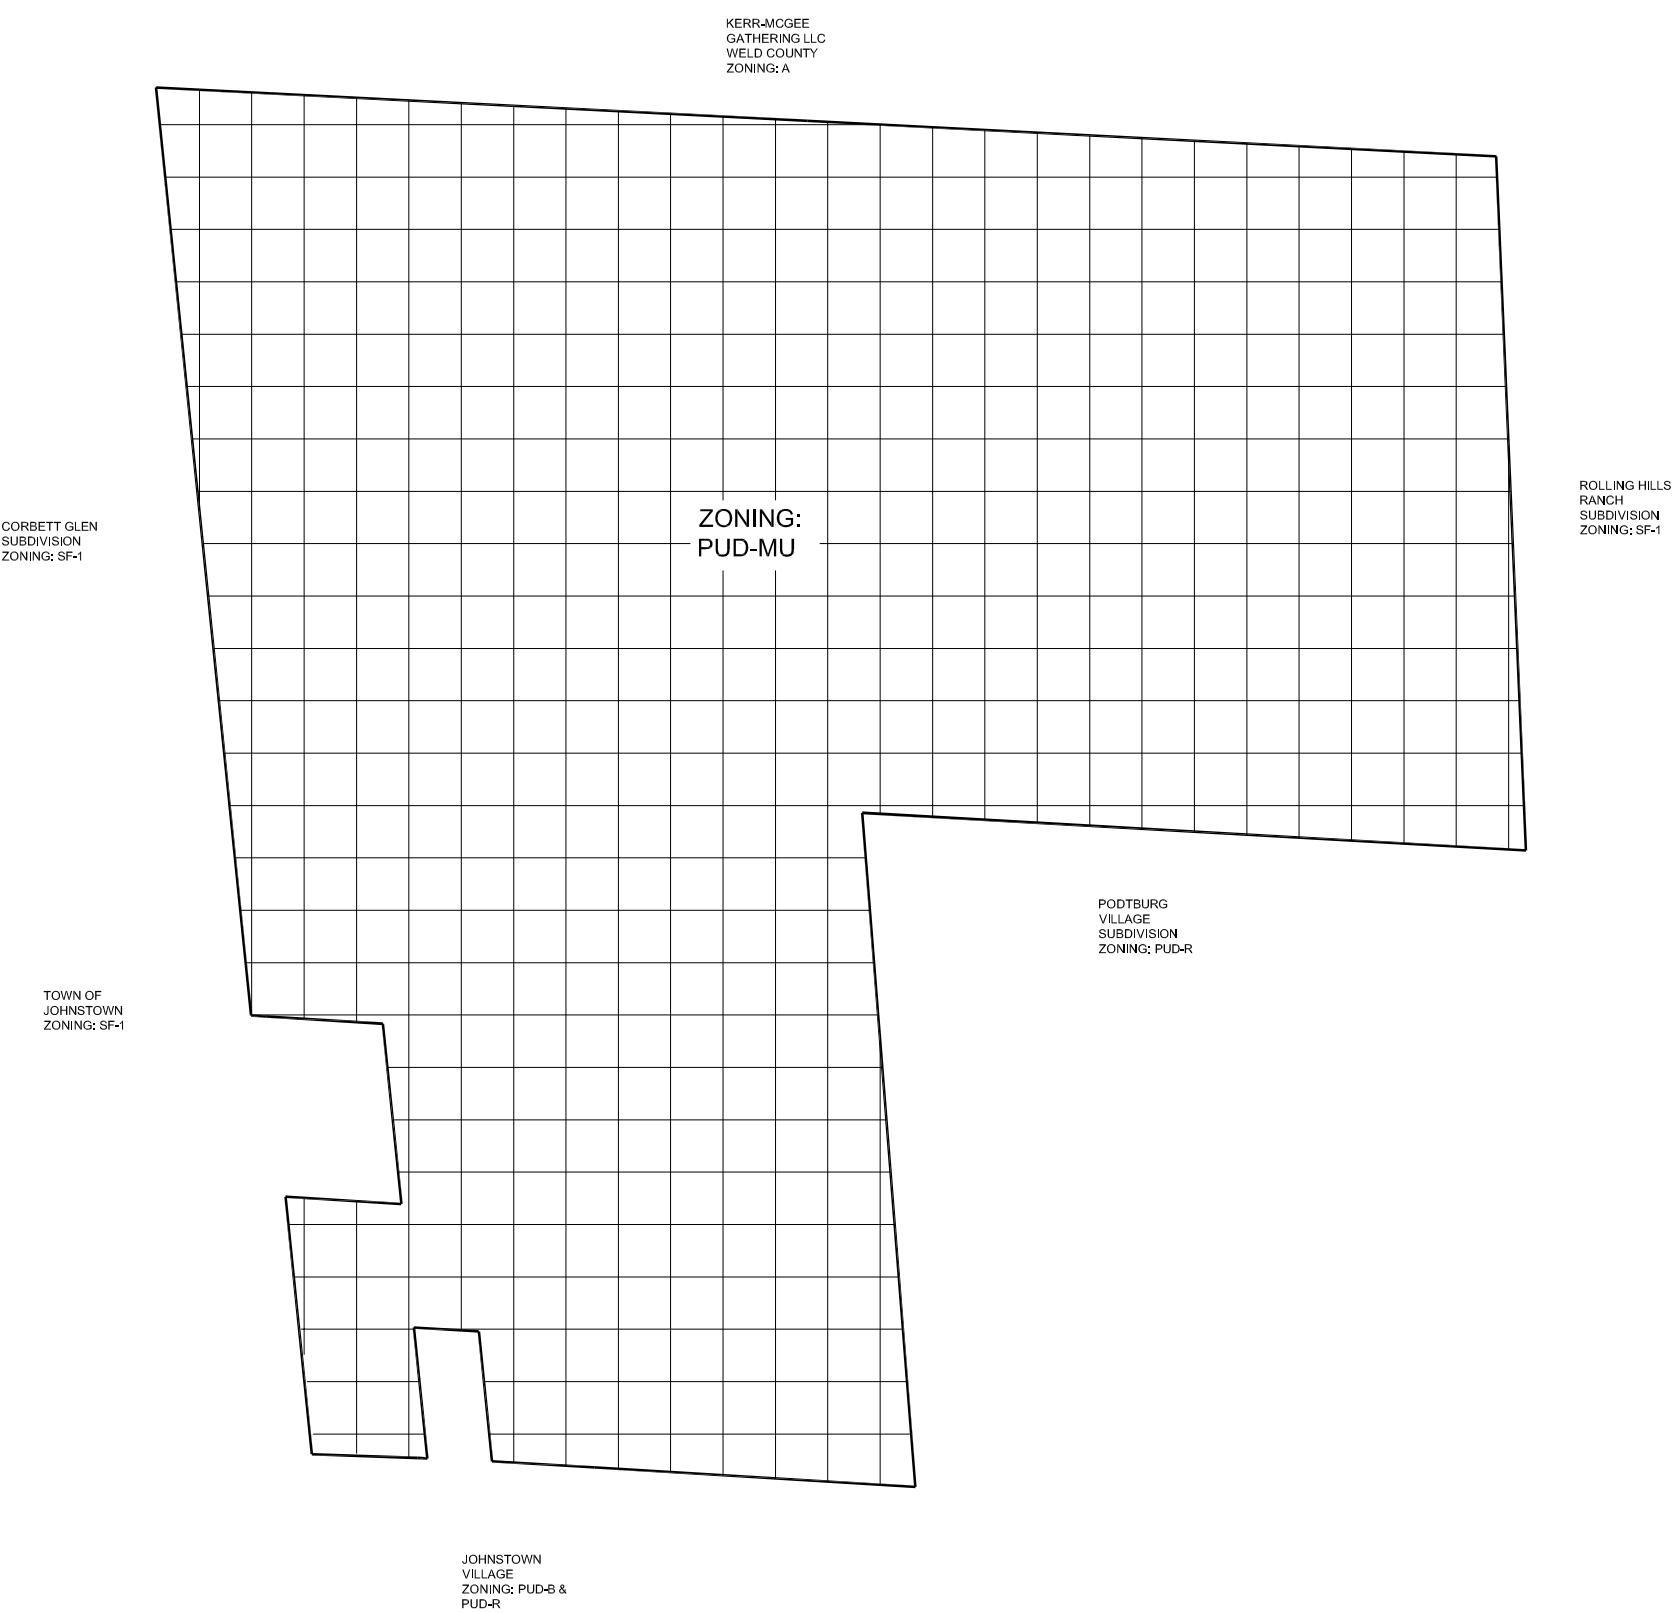 KERR-MCGEE
GATHERING LLC
WELD COUNTY
ZONING: A
ROLLING HILLS
RANCH
SUBDIVISION
ZONING: SF-1
ZONING:
PUD-MU
CORBETT GLEN
SUBDIVISION
ZONING: SF-1
PODTBURG
VILLAGE
SUBDIVISION
ZONING: PUD-R
TOWN OF
JOHNSTOWN
ZONING: SF-1
JOHNSTOWN
VILLAGE
ZONING: PUD-B &
PUD-R